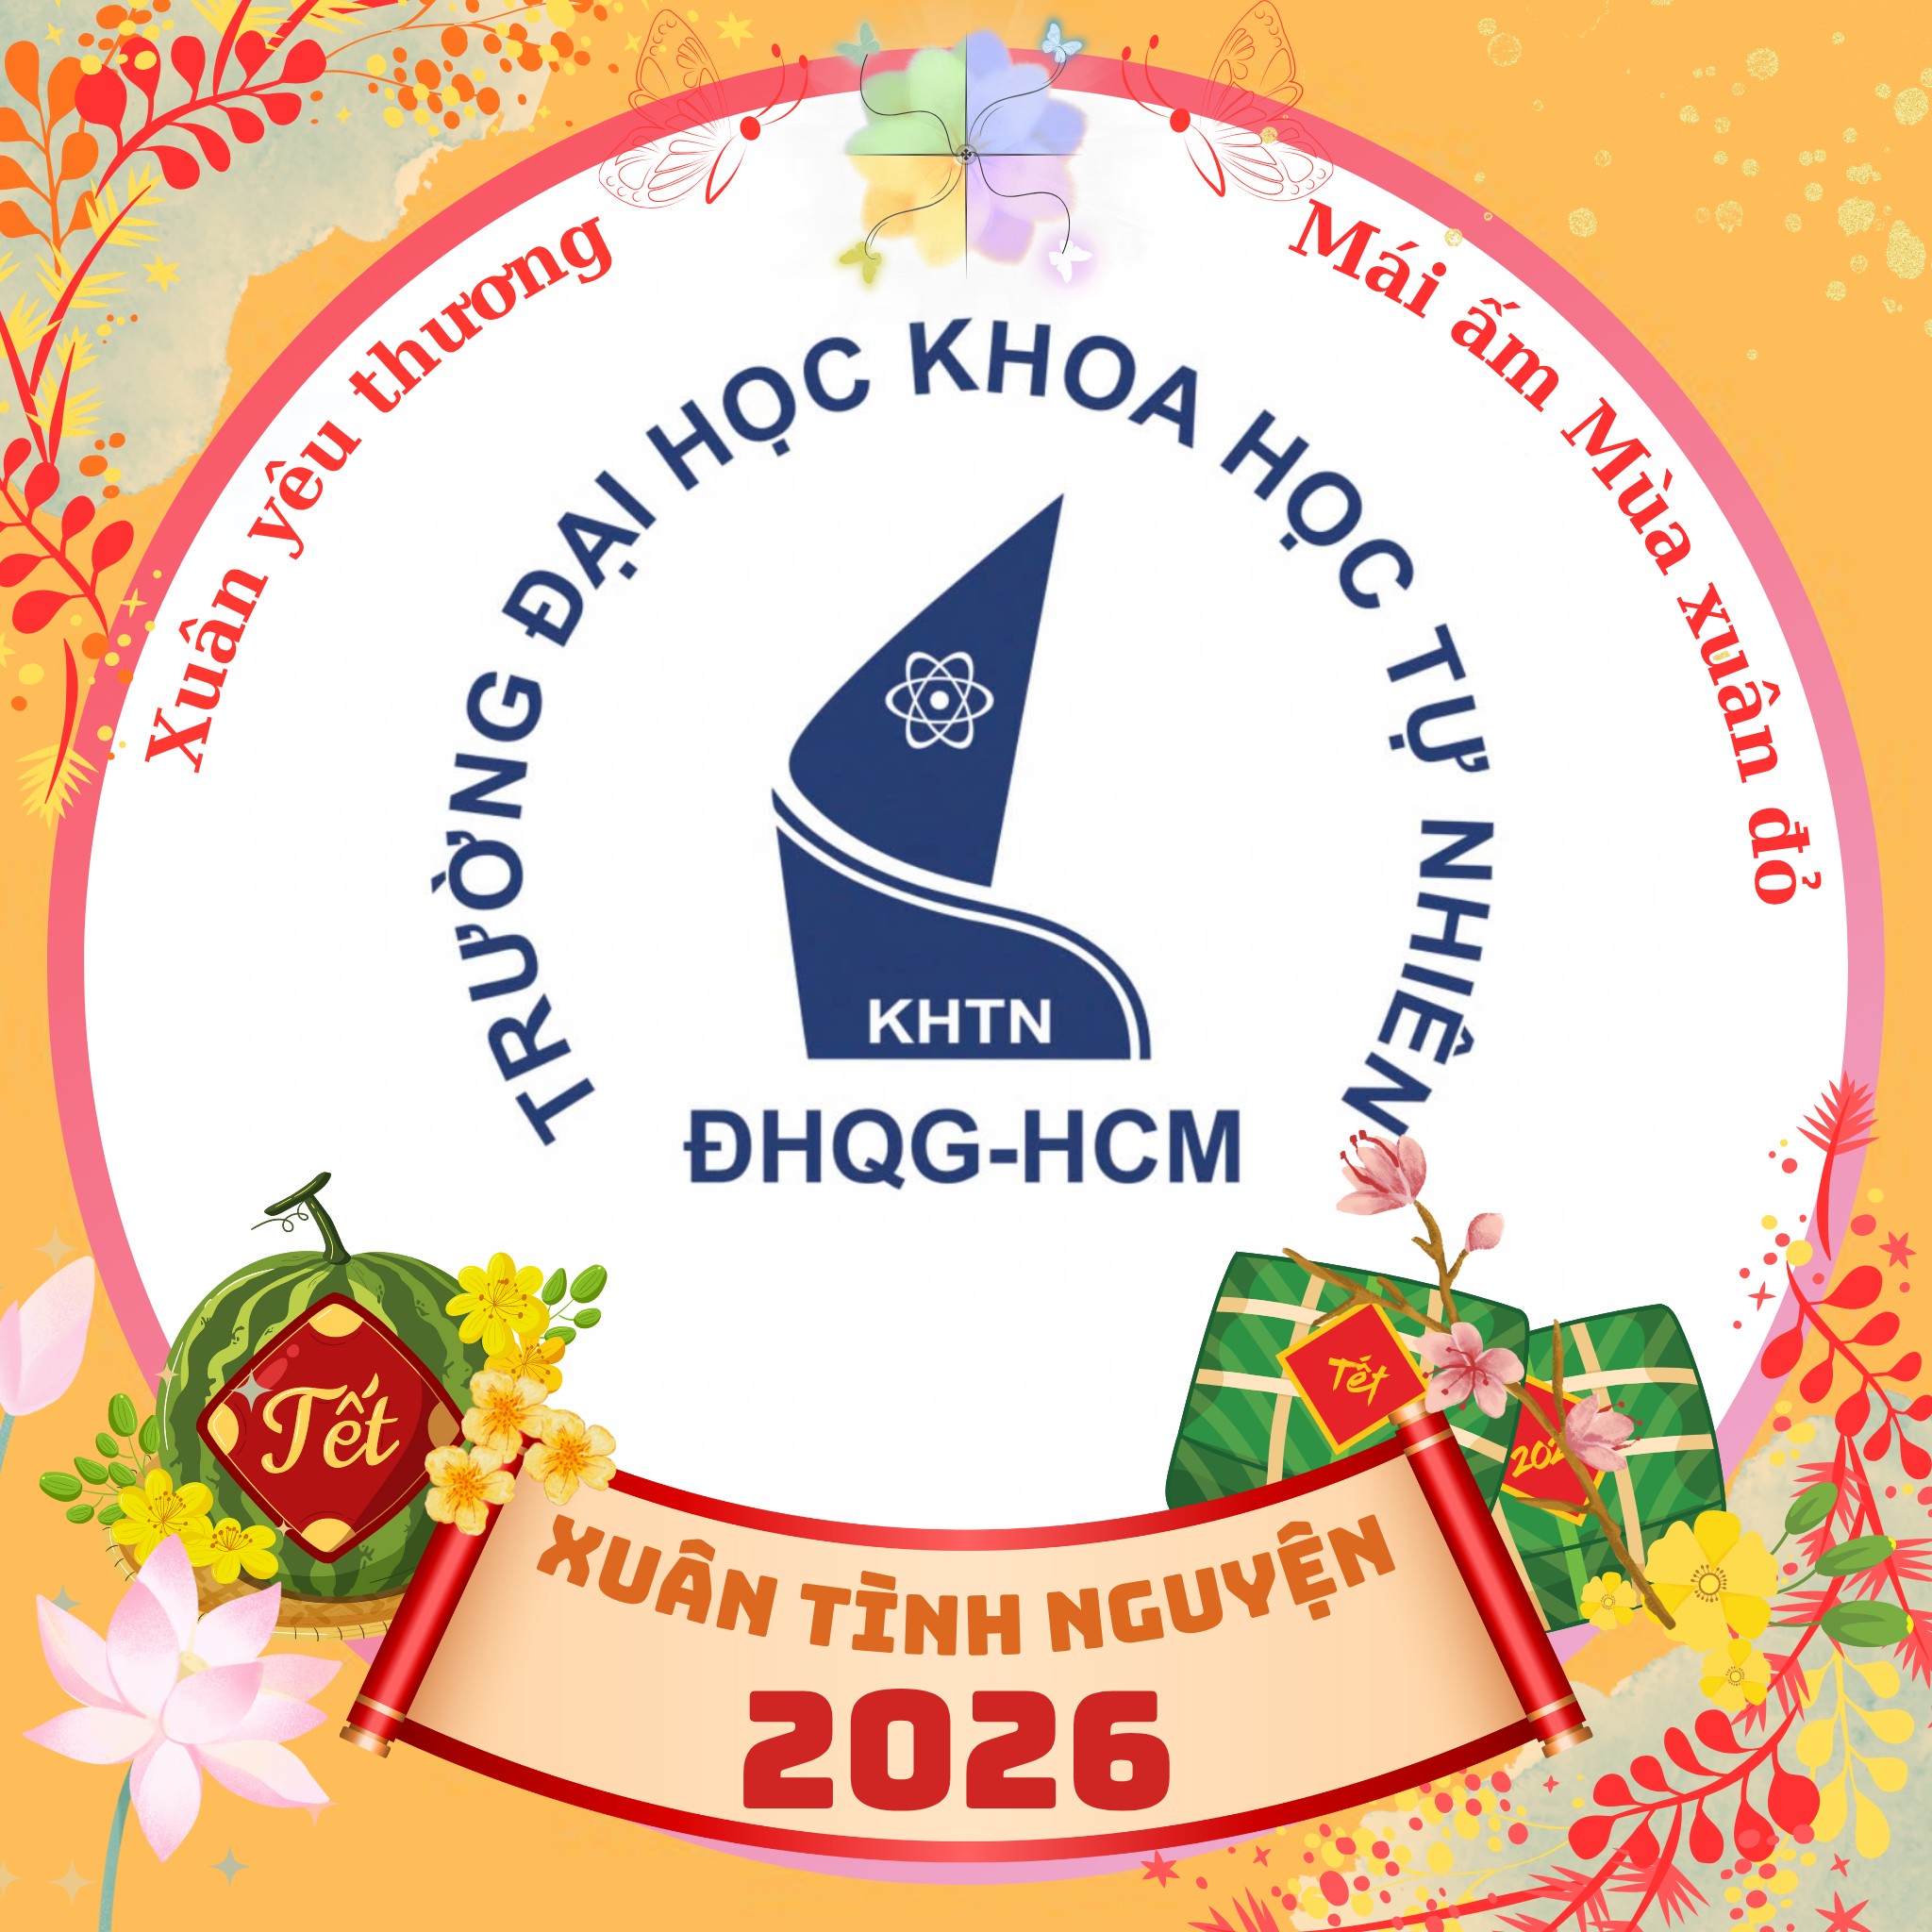 Xuân yêu thương
Mái ấm Mùa xuân đỏ
TRƯỜNG ĐẠI HỌC KHOA HỌC TỰ NHIÊN
KHTN
ĐHQG-HCM
Tết
Tết
XUÂN TÌNH NGUYỆN
2026